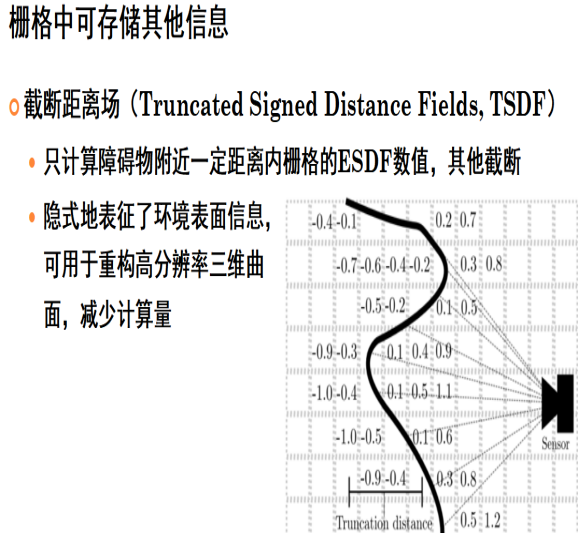 栅格中可存储其他信息
截断距离场（Truncated Signed Distance Fields, TSDF）
只计算障碍物附近一定距离内栅格的ESDF数值，其他截断
隐式地表征了环境表面信息，
可用于重构高分辨率三维曲
面，减少计算量
-0.4 -0.1 0.2 0.7
-0.7 -0.6 -0.4 -0.2 0.3 0.8
-0.5 -0.2 0.1 0.5
-0.9 -0.3 0.1 0.4 0.9
-1.0 -0.4 0.1 0.5 1.1
-1.0 -0.5 0.1 0.6
Sensor
-0.9 -0.4 0.3 0.8
Truncation distance 0.5 1.2